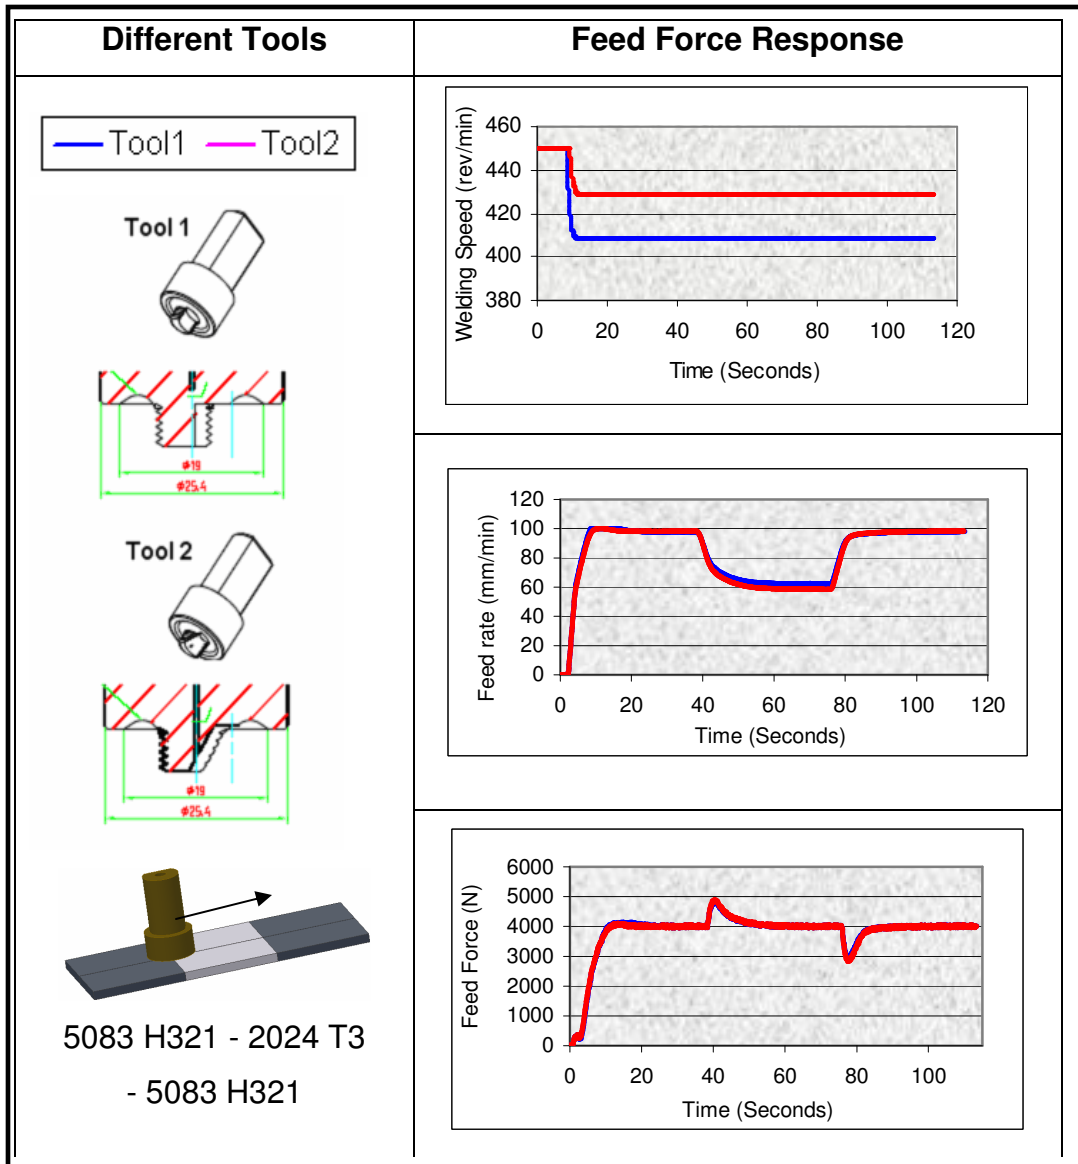 Different Tools
Feed Force Response
Tool1 Tool2
Tool 1
ø19
ø25.4
Tool 2
ø19
ø25.4
5083 H321 - 2024 T3
- 5083 H321
Welding Speed (rev/min)
460
440
420
400
380
0 20 40 60 80 100 120
Time (Seconds)
Feed rate (mm/min)
120
100
80
60
40
20
0
0 20 40 60 80 100 120
Time (Seconds)
Feed Force (N)
6000
5000
4000
3000
2000
1000
0
0 20 40 60 80 100
Time (Seconds)